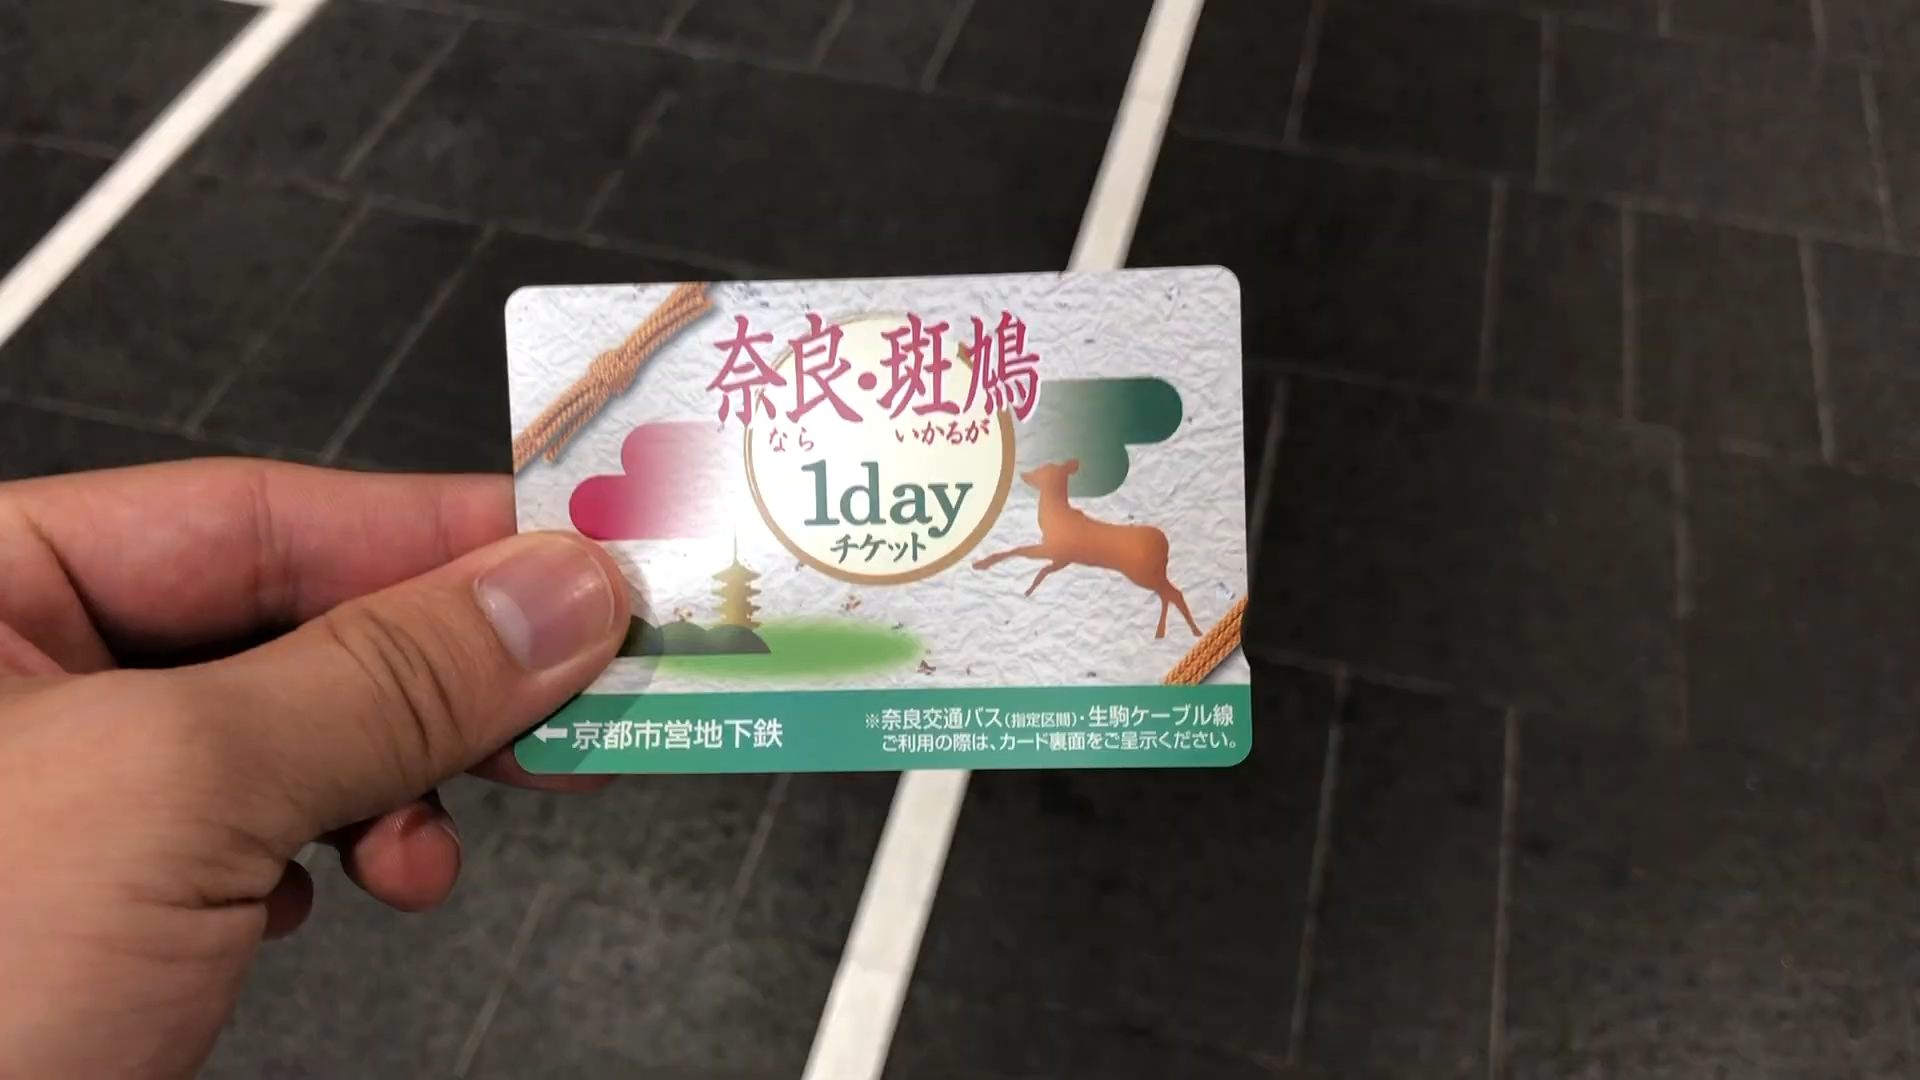 奈良・斑鳩
なら いかるが
1day
チケット
←京都市営地下鉄
※奈良交通バス(指定区間)・生駒ケーブル線
ご利用の際は、カード裏面をご呈示ください。